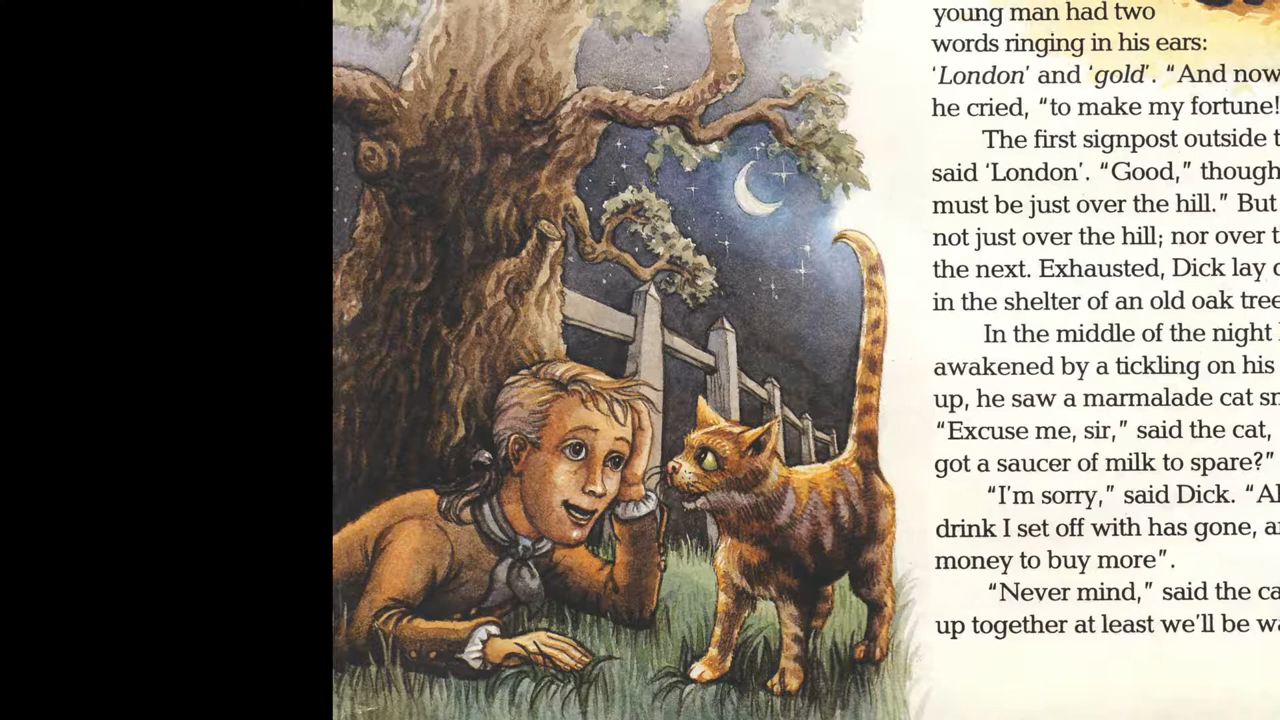 young man had two
words ringing in his ears:
‘London’ and ‘gold’. “And now
he cried, “to make my fortune!
The first signpost outside t
said ‘London’. “Good,” though
must be just over the hill.” But
not just over the hill; nor over t
the next. Exhausted, Dick lay
in the shelter of an old oak tree
In the middle of the night
awakened by a tickling on his
up, he saw a marmalade cat sn
“Excuse me, sir,” said the cat,
got a saucer of milk to spare?”
“I'm sorry,” said Dick. “Al
drink I set off with has gone, a
money to buy more”.
“Never mind,” said the ca
up together at least we'll be wa